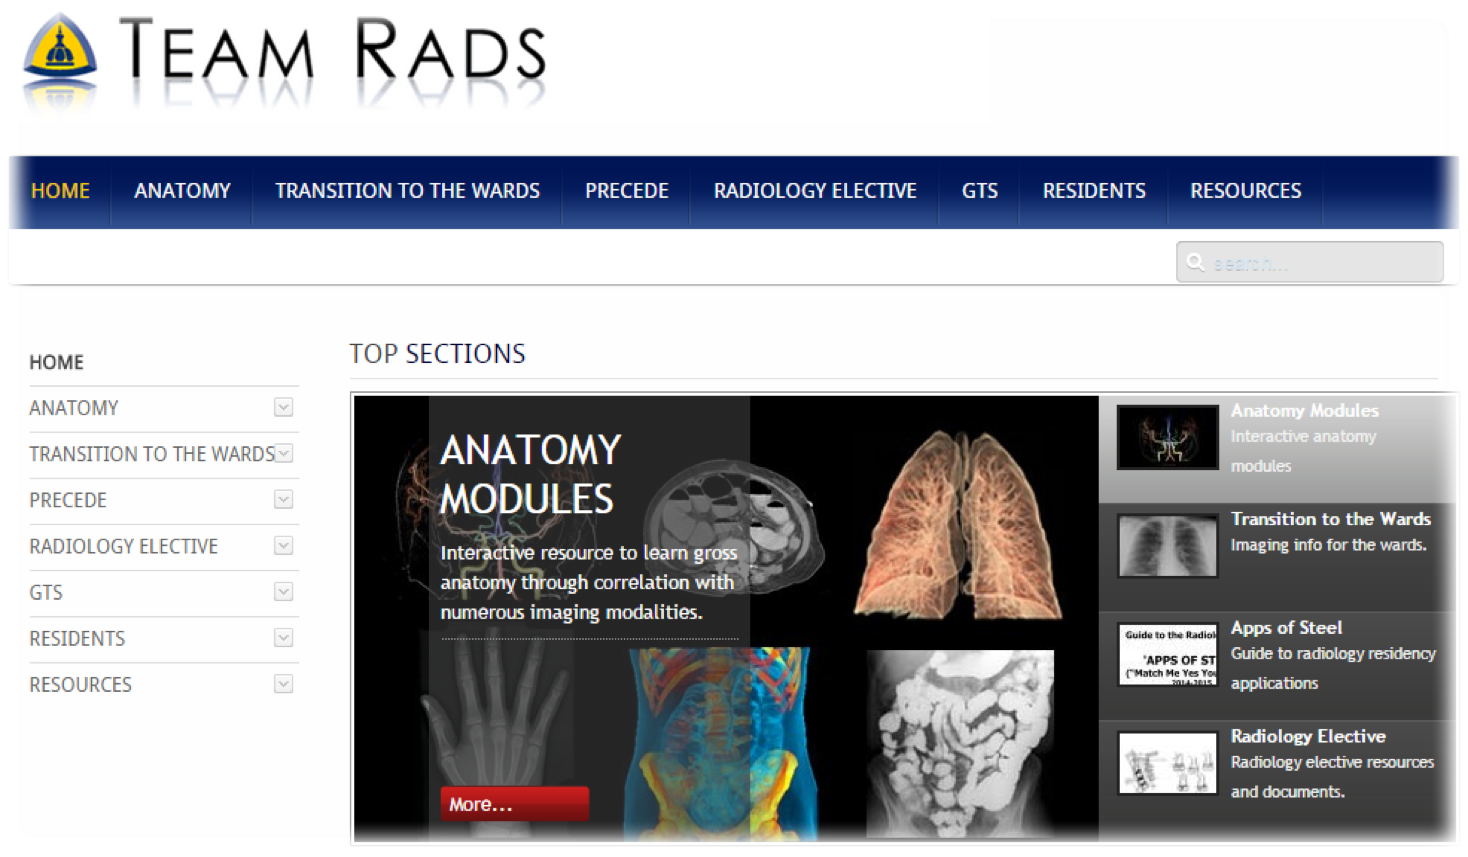 TEAM RADS
HOME ANATOMY TRANSITION TO THE WARDS PRECEDE RADIOLOGY ELECTIVE GTS RESIDENTS RESOURCES
search...
HOME
ANATOMY
TRANSITION TO THE WARDS
PRECEDE
RADIOLOGY ELECTIVE
GTS
RESIDENTS
RESOURCES
TOP SECTIONS
ANATOMY
MODULES
Interactive resource to learn gross
anatomy through correlation with
numerous imaging modalities.
More...
Anatomy Modules
Interactive anatomy
modules
Transition to the Wards
Imaging info for the wards.
Guide to the Radiol
"APPS OF ST
("Match Me Yes You
2014-2015
Apps of Steel
Guide to radiology residency
applications
Radiology Elective
Radiology elective resources
and documents.